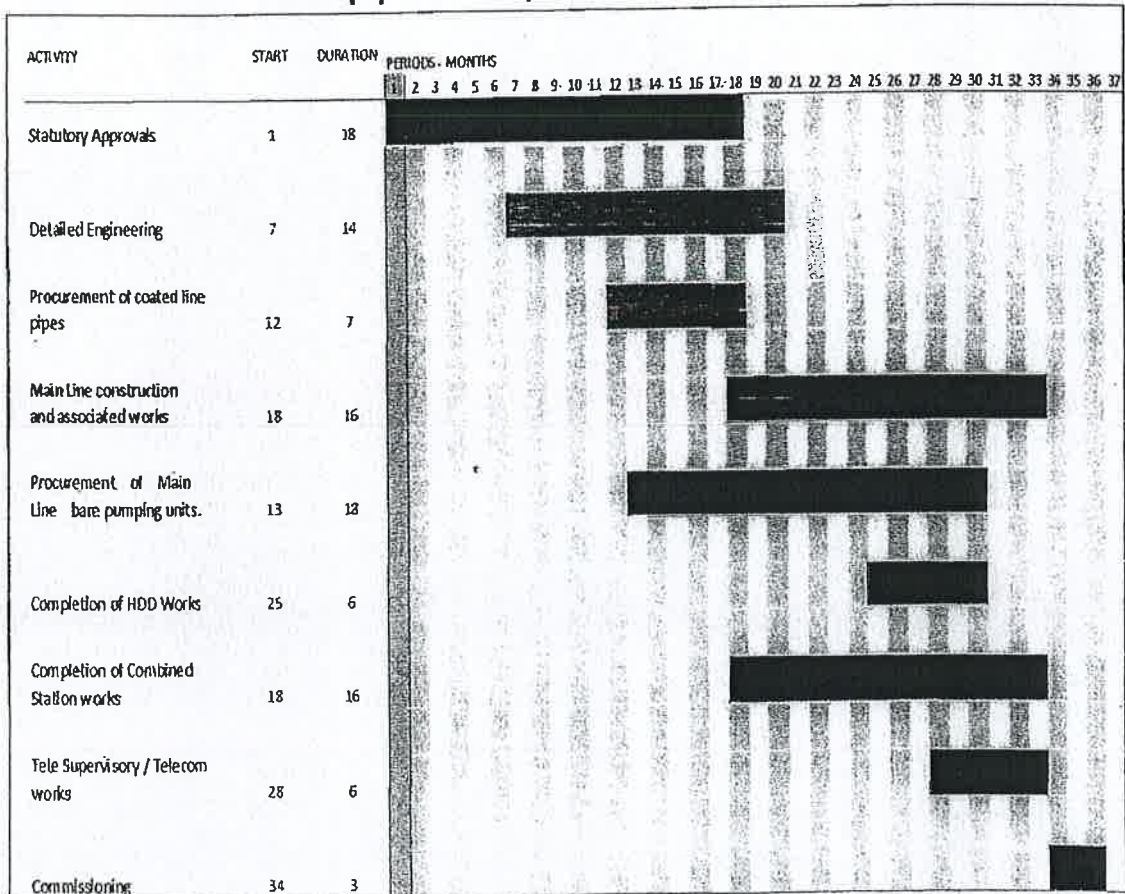 ACTIVITY START DURATION PERIODS - MONTHS
1 2 3 4 5 6 7 8 9 10 11 12 13 14 15 16 17 18 19 20 21 22 23 24 25 26 27 28 29 30 31 32 33 34 35 36 37
Statutory Approvals 1 18
Detailed Engineering 7 14
Procurement of coated line
pipes 12 7
Main Line construction
and associated works 18 16
Procurement of Main
Line bare pumping units. 13 18
Completion of HDD Works 25 6
Completion of Combined
Station works 18 16
Tele Supervisory / Telecom
works 28 6
Commissioning 34 3